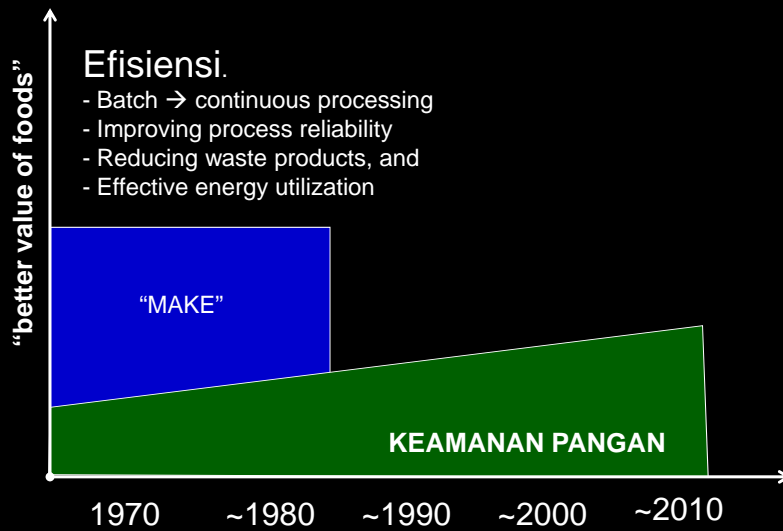 “better value of foods”
Efisiensi.
- Batch → continuous processing
- Improving process reliability
- Reducing waste products, and
- Effective energy utilization
“MAKE”
KEAMANAN PANGAN
1970 ~1980 ~1990 ~2000 ~2010